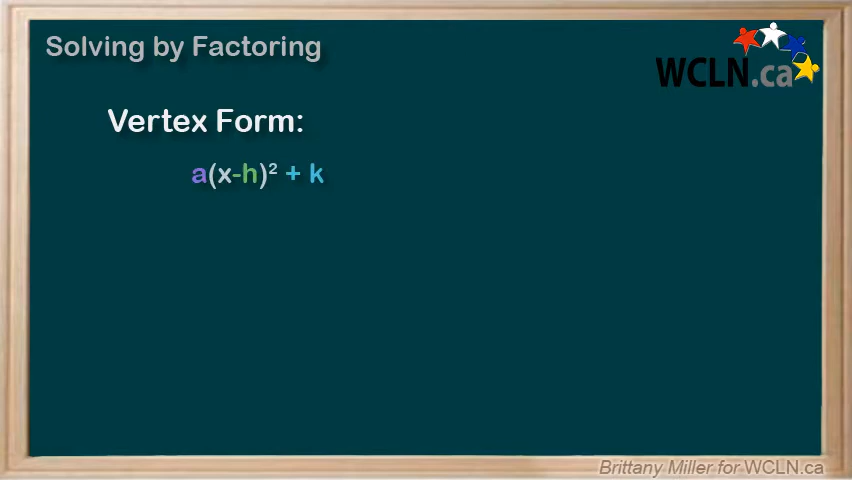 Solving by Factoring
WCLN.ca
Vertex Form:
a(x-h)² + k
Brittany Miller for WCLN.ca